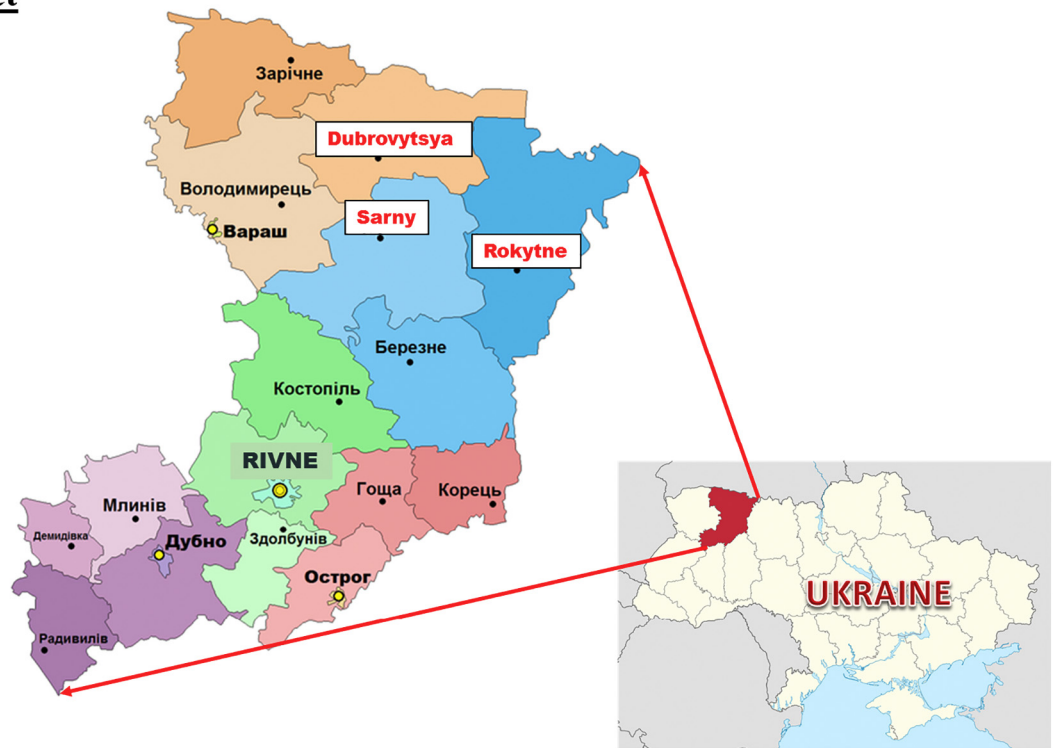 Зарічне
Dubrovytsya
Володимирець
Sarny
Вараш
Rokytne
Березне
Костопіль
RIVNE
Гоща
Корець
Млинів
Демидівка
Дубно
Здолбунів
Острог
Радивилів
UKRAINE